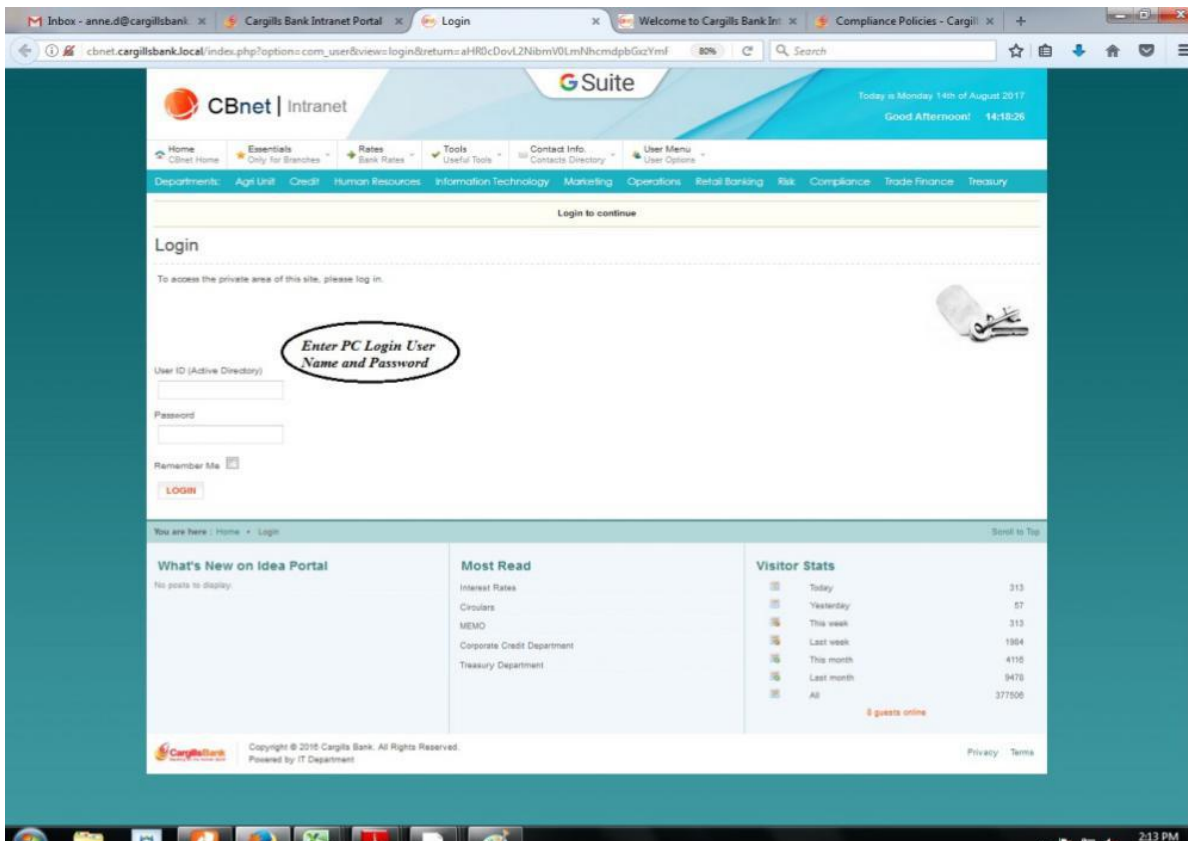 Inbox - anne.d@cargillsbank
Cargills Bank Intranet Portal
Login
Welcome to Cargills Bank Int
Compliance Policies - Cargill
cbnet.cargillsbank.local/index.php?option=com_user&view=login&return=
80%
Search
CBnet | Intranet
G Suite
Today is Monday 14th of August 2017
Good Afternoon! 14:18:26
Home Essentials Rates Tools Contact Info. User Menu
CBnet Home Only for Branches Bank Rates Useful Tools Contacts Directory User Options
Departments: Agri Unit Credit Human Resources Information Technology Marketing Operations Retail Banking Risk Compliance Trade Finance Treasury
Login to continue
Login
To access the private area of this site, please log in.
Enter PC Login User
Name and Password
User ID (Active Directory)
Password
Remember Me
LOGIN
You are here : Home • Login
Scroll to Top
What's New on Idea Portal
No posts to display.
Most Read
Interest Rates
Circulars
MEMO
Corporate Credit Department
Treasury Department
Visitor Stats
Today 313
Yesterday 57
This week 313
Last week 1984
This month 4116
Last month 9478
All 377506
8 guests online
CargillsBank
Copyright © 2016 Cargills Bank. All Rights Reserved.
Powered by IT Department
Privacy Terms
2:13 PM